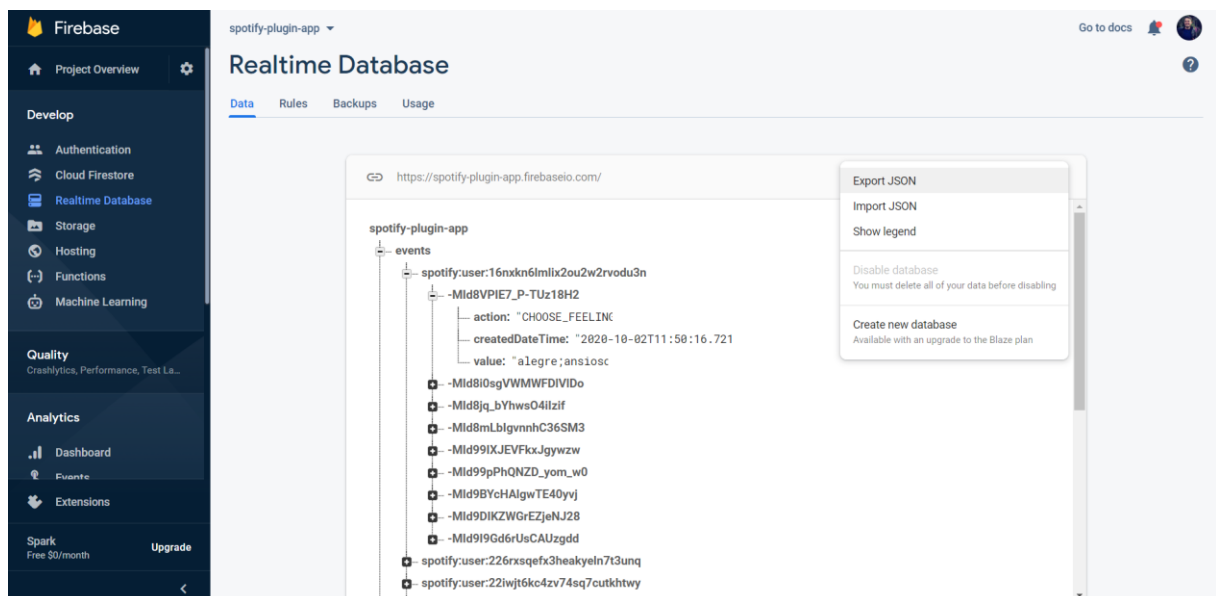 Firebase
spotify-plugin-app
Go to docs
Project Overview
Realtime Database
Data Rules Backups Usage
Develop
Authentication
Cloud Firestore
Realtime Database
Storage
Hosting
Functions
Machine Learning
Quality
Crashlytics, Performance, Test La...
Analytics
Dashboard
Events
Extensions
Spark
Free $0/month
Upgrade
https://spotify-plugin-app.firebaseio.com/
Export JSON
Import JSON
Show legend
Disable database
You must delete all of your data before disabling
Create new database
Available with an upgrade to the Blaze plan
spotify-plugin-app
events
spotify:user:16nxkn6lmlix2ou2w2rvodu3n
-MId8VPIE7_P-TUz18H2
action: "CHOOSE_FEELING
createdDateTime: "2020-10-02T11:50:16.721
value: "alegre;ansioso
-MId8i0sgVWMWFDIVIDo
-MId8jq_bYhwsO4iIzif
-MId8mLbIgvnnhC36SM3
-MId99IXJEVFkxJgywzw
-MId99pPhQNZD_yom_w0
-MId9BYcHAIgwTE40yvj
-MId9DIKZWGrEZjeNJ28
-MId9I9Gd6rUsCAUzgdd
spotify:user:226rxsqefx3heakyeln7t3unq
spotify:user:22iwjt6kc4zv74sq7cutkhtwy